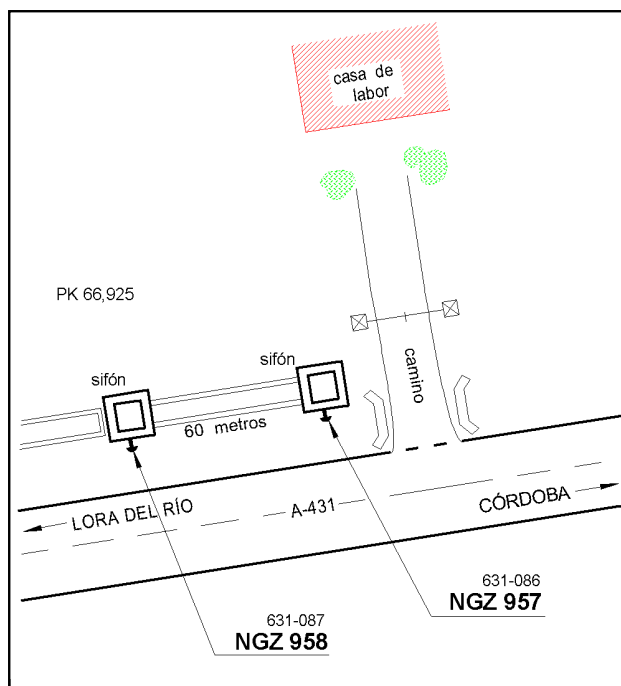 casa de
labor
PK 66,925
camino
sifón
sifón
60 metros
LORA DEL RÍO
A-431
CÓRDOBA
631-086
NGZ 957
631-087
NGZ 958